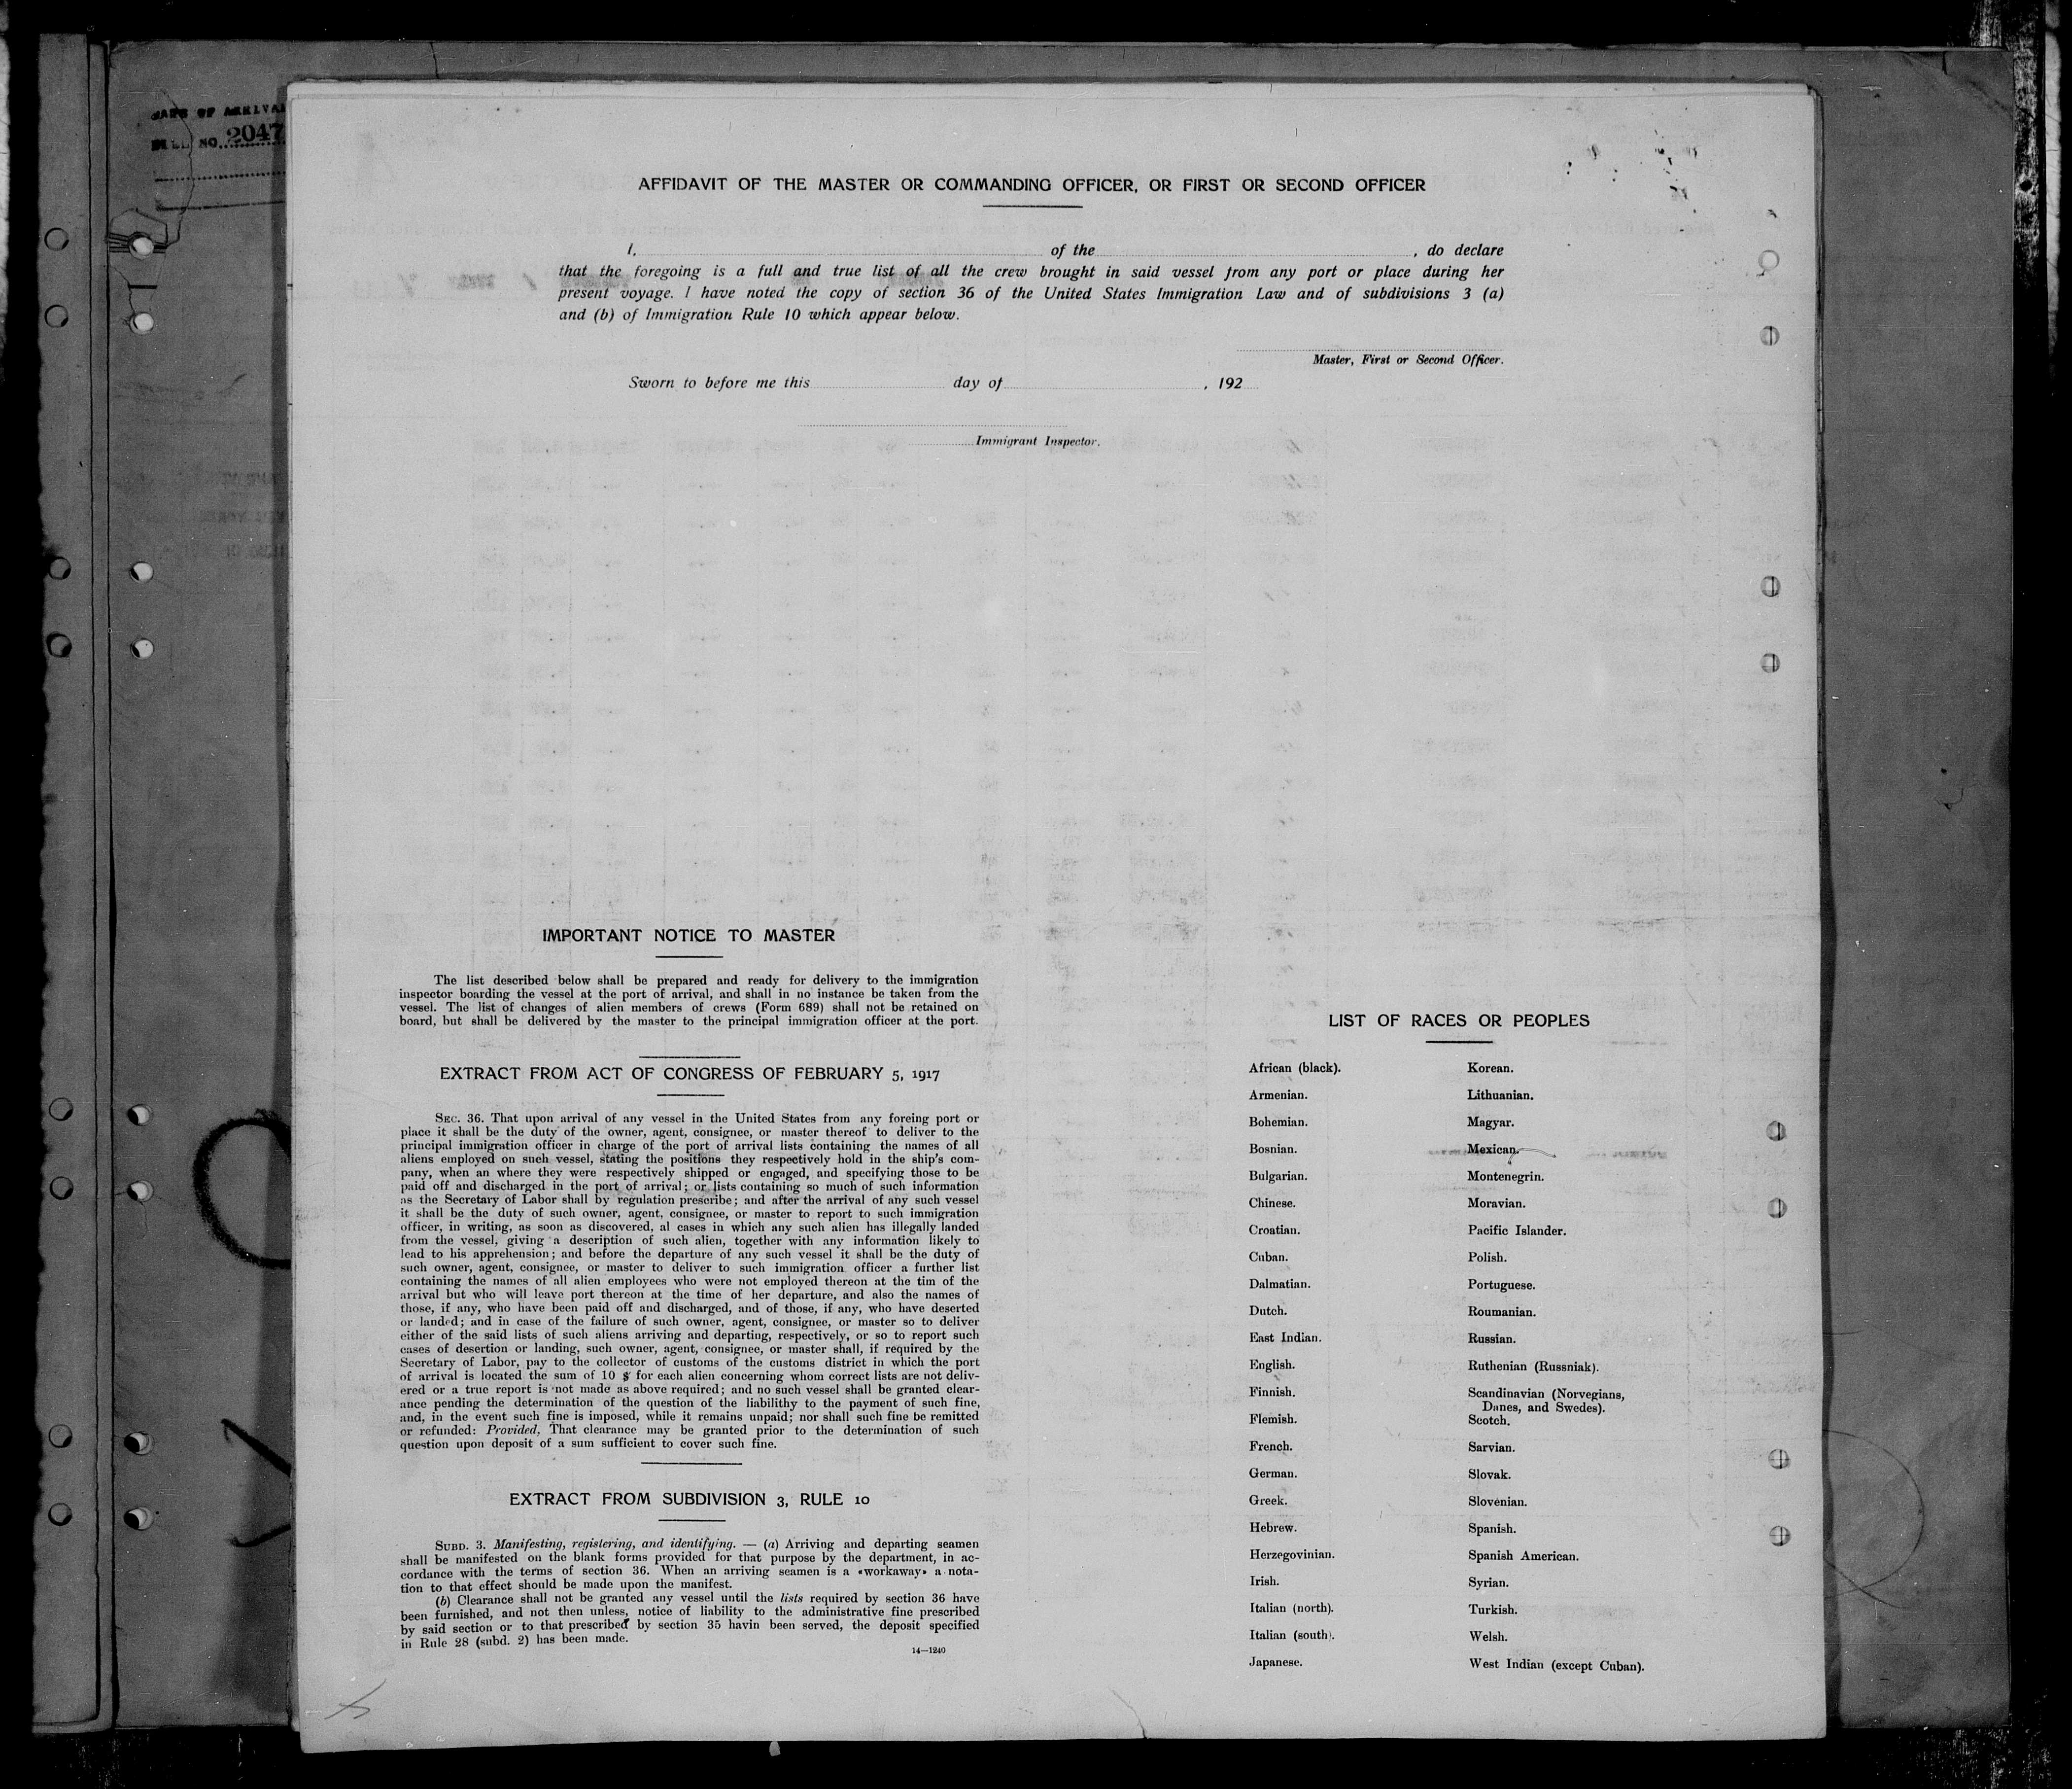 DATE OF ARRIVAL
FILE NO. 2047
AFFIDAVIT OF THE MASTER OR COMMANDING OFFICER, OR FIRST OR SECOND OFFICER
I, of the , do declare
that the foregoing is a full and true list of all the crew brought in said vessel from any port or place during her
present voyage. I have noted the copy of section 36 of the United States Immigration Law and of subdivisions 3 (a)
and (b) of Immigration Rule 10 which appear below.
Master, First or Second Officer.
Sworn to before me this day of , 192
Immigrant Inspector.
IMPORTANT NOTICE TO MASTER
The list described below shall be prepared and ready for delivery to the immigration
inspector boarding the vessel at the port of arrival, and shall in no instance be taken from the
vessel. The list of changes of alien members of crews (Form 689) shall not be retained on
board, but shall be delivered by the master to the principal immigration officer at the port.
EXTRACT FROM ACT OF CONGRESS OF FEBRUARY 5, 1917
SEC. 36. That upon arrival of any vessel in the United States from any foreing port or
place it shall be the duty of the owner, agent, consignee, or master thereof to deliver to the
principal immigration officer in charge of the port of arrival lists containing the names of all
aliens employed on such vessel, stating the positions they respectively hold in the ship's com-
pany, when an where they were respectively shipped or engaged, and specifying those to be
paid off and discharged in the port of arrival; or lists containing so much of such information
as the Secretary of Labor shall by regulation prescribe; and after the arrival of any such vessel
it shall be the duty of such owner, agent, consignee, or master to report to such immigration
officer, in writing, as soon as discovered, al cases in which any such alien has illegally landed
from the vessel, giving a description of such alien, together with any information likely to
lead to his apprehension; and before the departure of any such vessel it shall be the duty of
such owner, agent, consignee, or master to deliver to such immigration officer a further list
containing the names of all alien employees who were not employed thereon at the tim of the
arrival but who will leave port thereon at the time of her departure, and also the names of
those, if any, who have been paid off and discharged, and of those, if any, who have deserted
or landed; and in case of the failure of such owner, agent, consignee, or master so to deliver
either of the said lists of such aliens arriving and departing, respectively, or so to report such
cases of desertion or landing, such owner, agent, consignee, or master shall, if required by the
Secretary of Labor, pay to the collector of customs of the customs district in which the port
of arrival is located the sum of 10 $ for each alien concerning whom correct lists are not deliv-
ered or a true report is not made as above required; and no such vessel shall be granted clear-
ance pending the determination of the question of the liabilithy to the payment of such fine,
and, in the event such fine is imposed, while it remains unpaid; nor shall such fine be remitted
or refunded: Provided, That clearance may be granted prior to the determination of such
question upon deposit of a sum sufficient to cover such fine.
EXTRACT FROM SUBDIVISION 3, RULE 10
SUBD. 3. Manifesting, registering, and identifying. — (a) Arriving and departing seamen
shall be manifested on the blank forms provided for that purpose by the department, in ac-
cordance with the terms of section 36. When an arriving seamen is a «workaway» a nota-
tion to that effect should be made upon the manifest.
(b) Clearance shall not be granted any vessel until the lists required by section 36 have
been furnished, and not then unless, notice of liability to the administrative fine prescribed
by said section or to that prescribed by section 35 havin been served, the deposit specified
in Rule 28 (subd. 2) has been made.
14—1240
LIST OF RACES OR PEOPLES
African (black). Korean.
Armenian. Lithuanian.
Bohemian. Magyar.
Bosnian. Mexican.
Bulgarian. Montenegrin.
Chinese. Moravian.
Croatian. Pacific Islander.
Cuban. Polish.
Dalmatian. Portuguese.
Dutch. Roumanian.
East Indian. Russian.
English. Ruthenian (Russniak).
Finnish. Scandinavian (Norvegians,
Danes, and Swedes).
Flemish. Scotch.
French. Sarvian.
German. Slovak.
Greek. Slovenian.
Hebrew. Spanish.
Herzegovinian. Spanish American.
Irish. Syrian.
Italian (north). Turkish.
Italian (south). Welsh.
Japanese. West Indian (except Cuban).